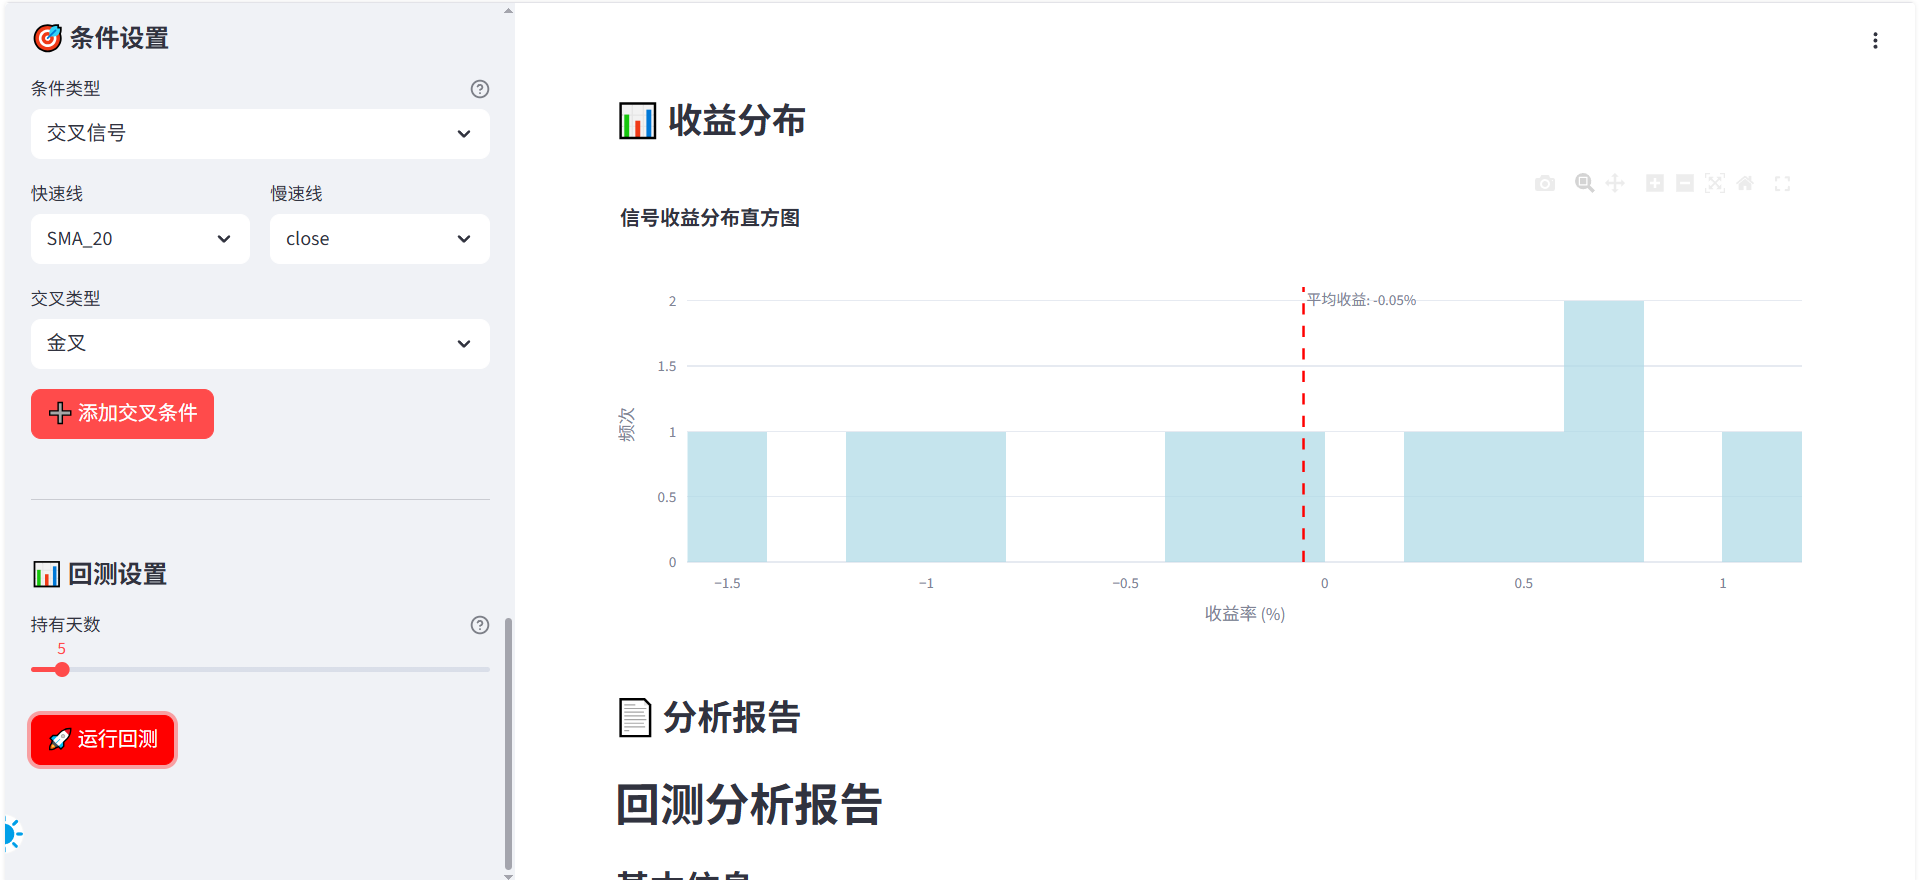 条件设置
条件类型
交叉信号
快速线
慢速线
SMA_20
close
交叉类型
金叉
添加交叉条件
回测设置
持有天数
5
运行回测
收益分布
信号收益分布直方图
平均收益: -0.05%
2
1.5
1
0.5
0
频次
−1.5
−1
−0.5
0
0.5
1
收益率 (%)
分析报告
回测分析报告
基本信息